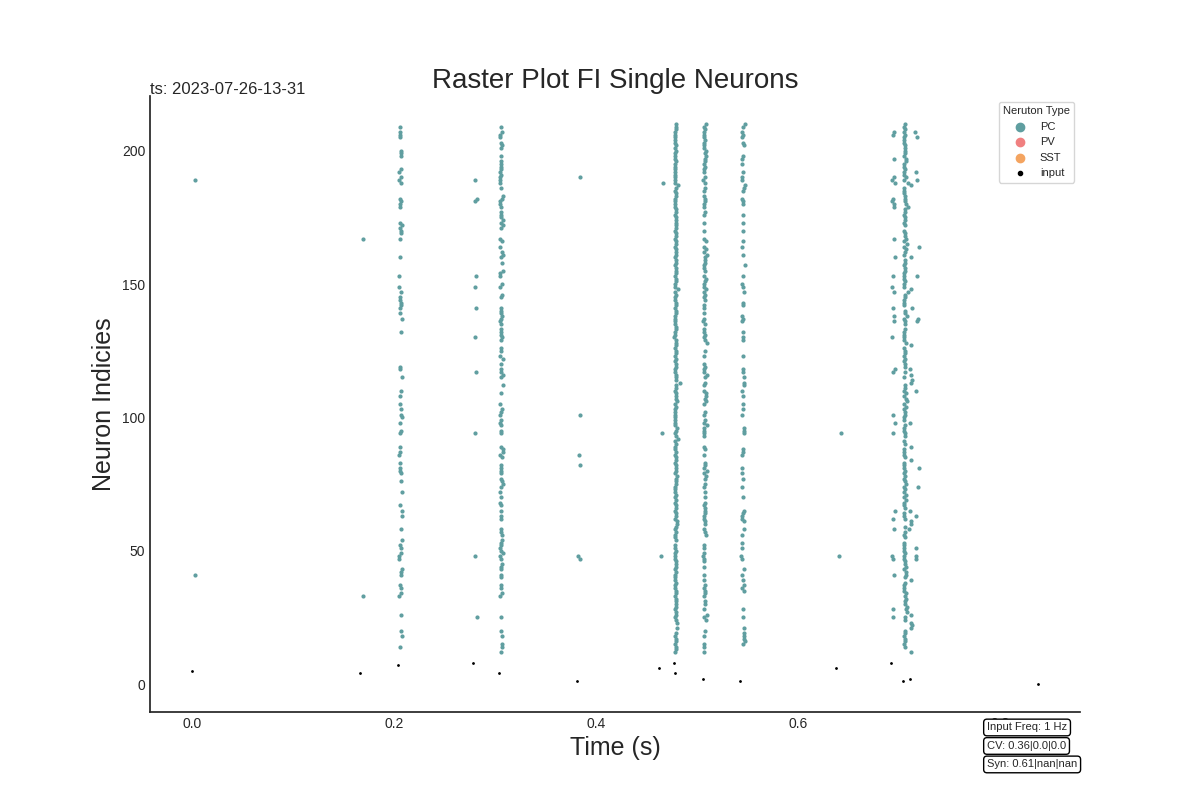 Raster Plot FI Single Neurons
ts: 2023-07-26-13-31
Neruton Type
PC
PV
SST
input
200
150
100
50
0
Neuron Indicies
0.0 0.2 0.4 0.6
Time (s)
Input Freq: 1 Hz
CV: 0.36|0.0|0.0
Syn: 0.61|nan|nan